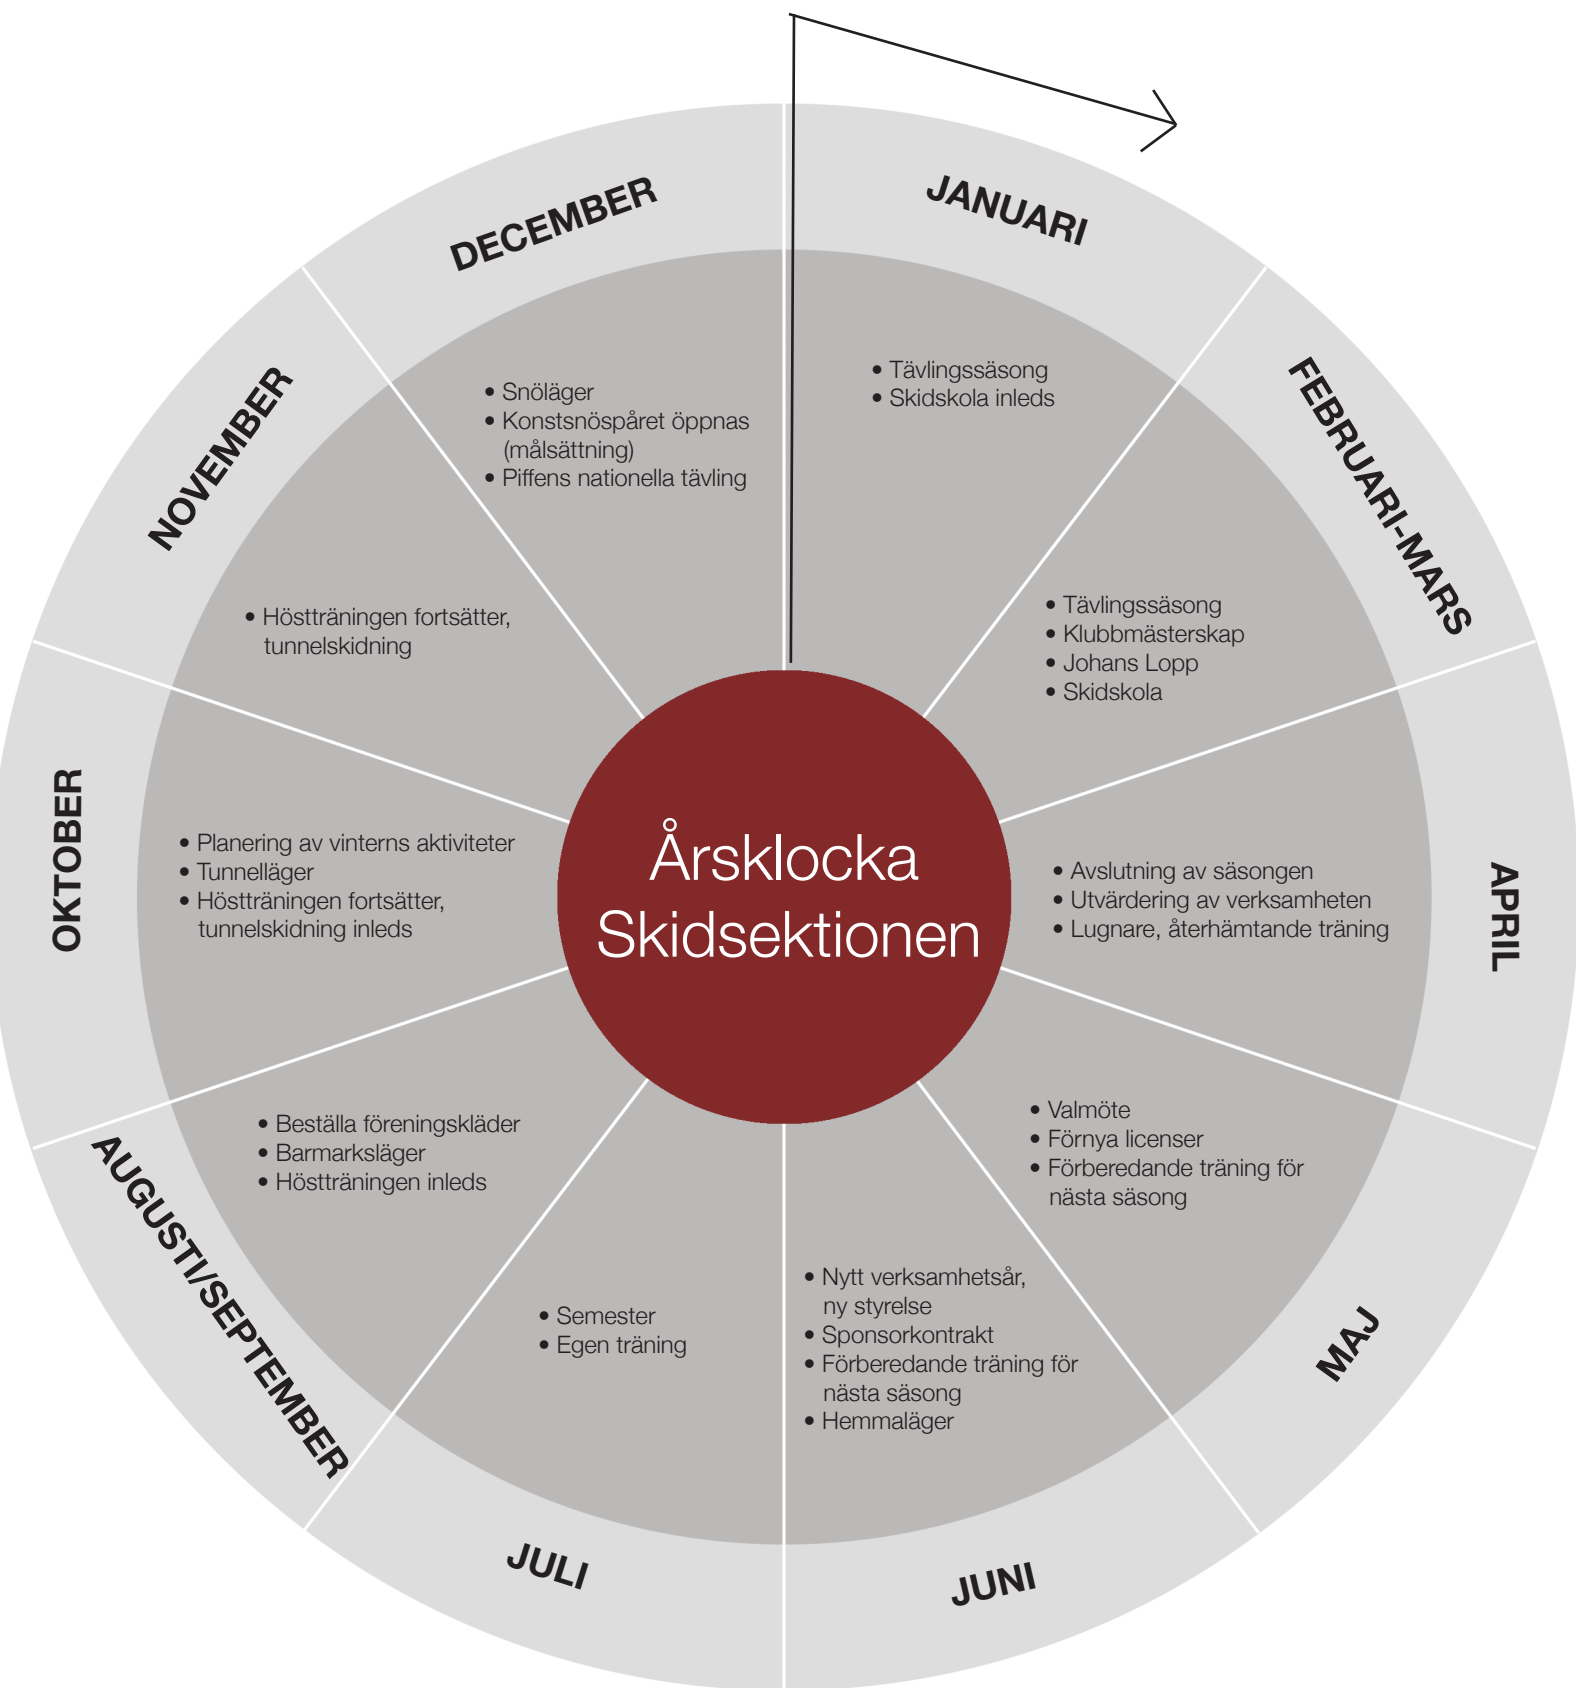 JANUARI
• Tävlingssäsong
• Skidskola inleds
FEBRUARI-MARS
• Tävlingssäsong
• Klubbmästerskap
• Johans Lopp
• Skidskola
APRIL
• Avslutning av säsongen
• Utvärdering av verksamheten
• Lugnare, återhämtande träning
MAJ
• Valmöte
• Förnya licenser
• Förberedande träning för
nästa säsong
JUNI
• Nytt verksamhetsår,
ny styrelse
• Sponsorkontrakt
• Förberedande träning för
nästa säsong
• Hemmaläger
JULI
• Semester
• Egen träning
AUGUSTI/SEPTEMBER
• Beställa föreningskläder
• Barmarksläger
• Höstträningen inleds
OKTOBER
• Planering av vinterns aktiviteter
• Tunnelläger
• Höstträningen fortsätter,
tunnelskidning inleds
NOVEMBER
• Höstträningen fortsätter,
tunnelskidning
DECEMBER
• Snöläger
• Konstsnöspåret öppnas
(målsättning)
• Piffens nationella tävling
Årsklocka
Skidsektionen